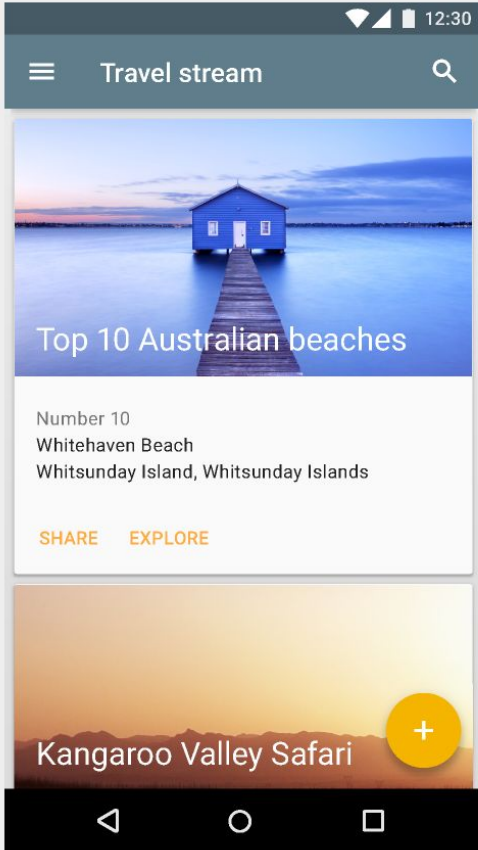 12:30
Travel stream
Top 10 Australian beaches
Number 10
Whitehaven Beach
Whitsunday Island, Whitsunday Islands
SHARE EXPLORE
Kangaroo Valley Safari